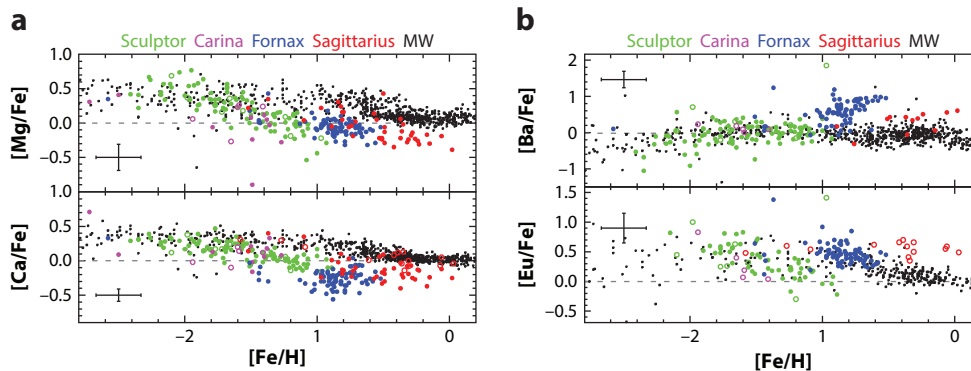 a
Sculptor Carina Fornax Sagittarius MW
[Mg/Fe]
1.0
0.5
0.0
−0.5
1.0
[Ca/Fe]
0.5
0.0
−0.5
−2 1 0
[Fe/H]
b
Sculptor Carina Fornax Sagittarius MW
[Ba/Fe]
2
1
0
−1
[Eu/Fe]
1.5
1.0
0.5
0.0
−0.5
−2 1 0
[Fe/H]